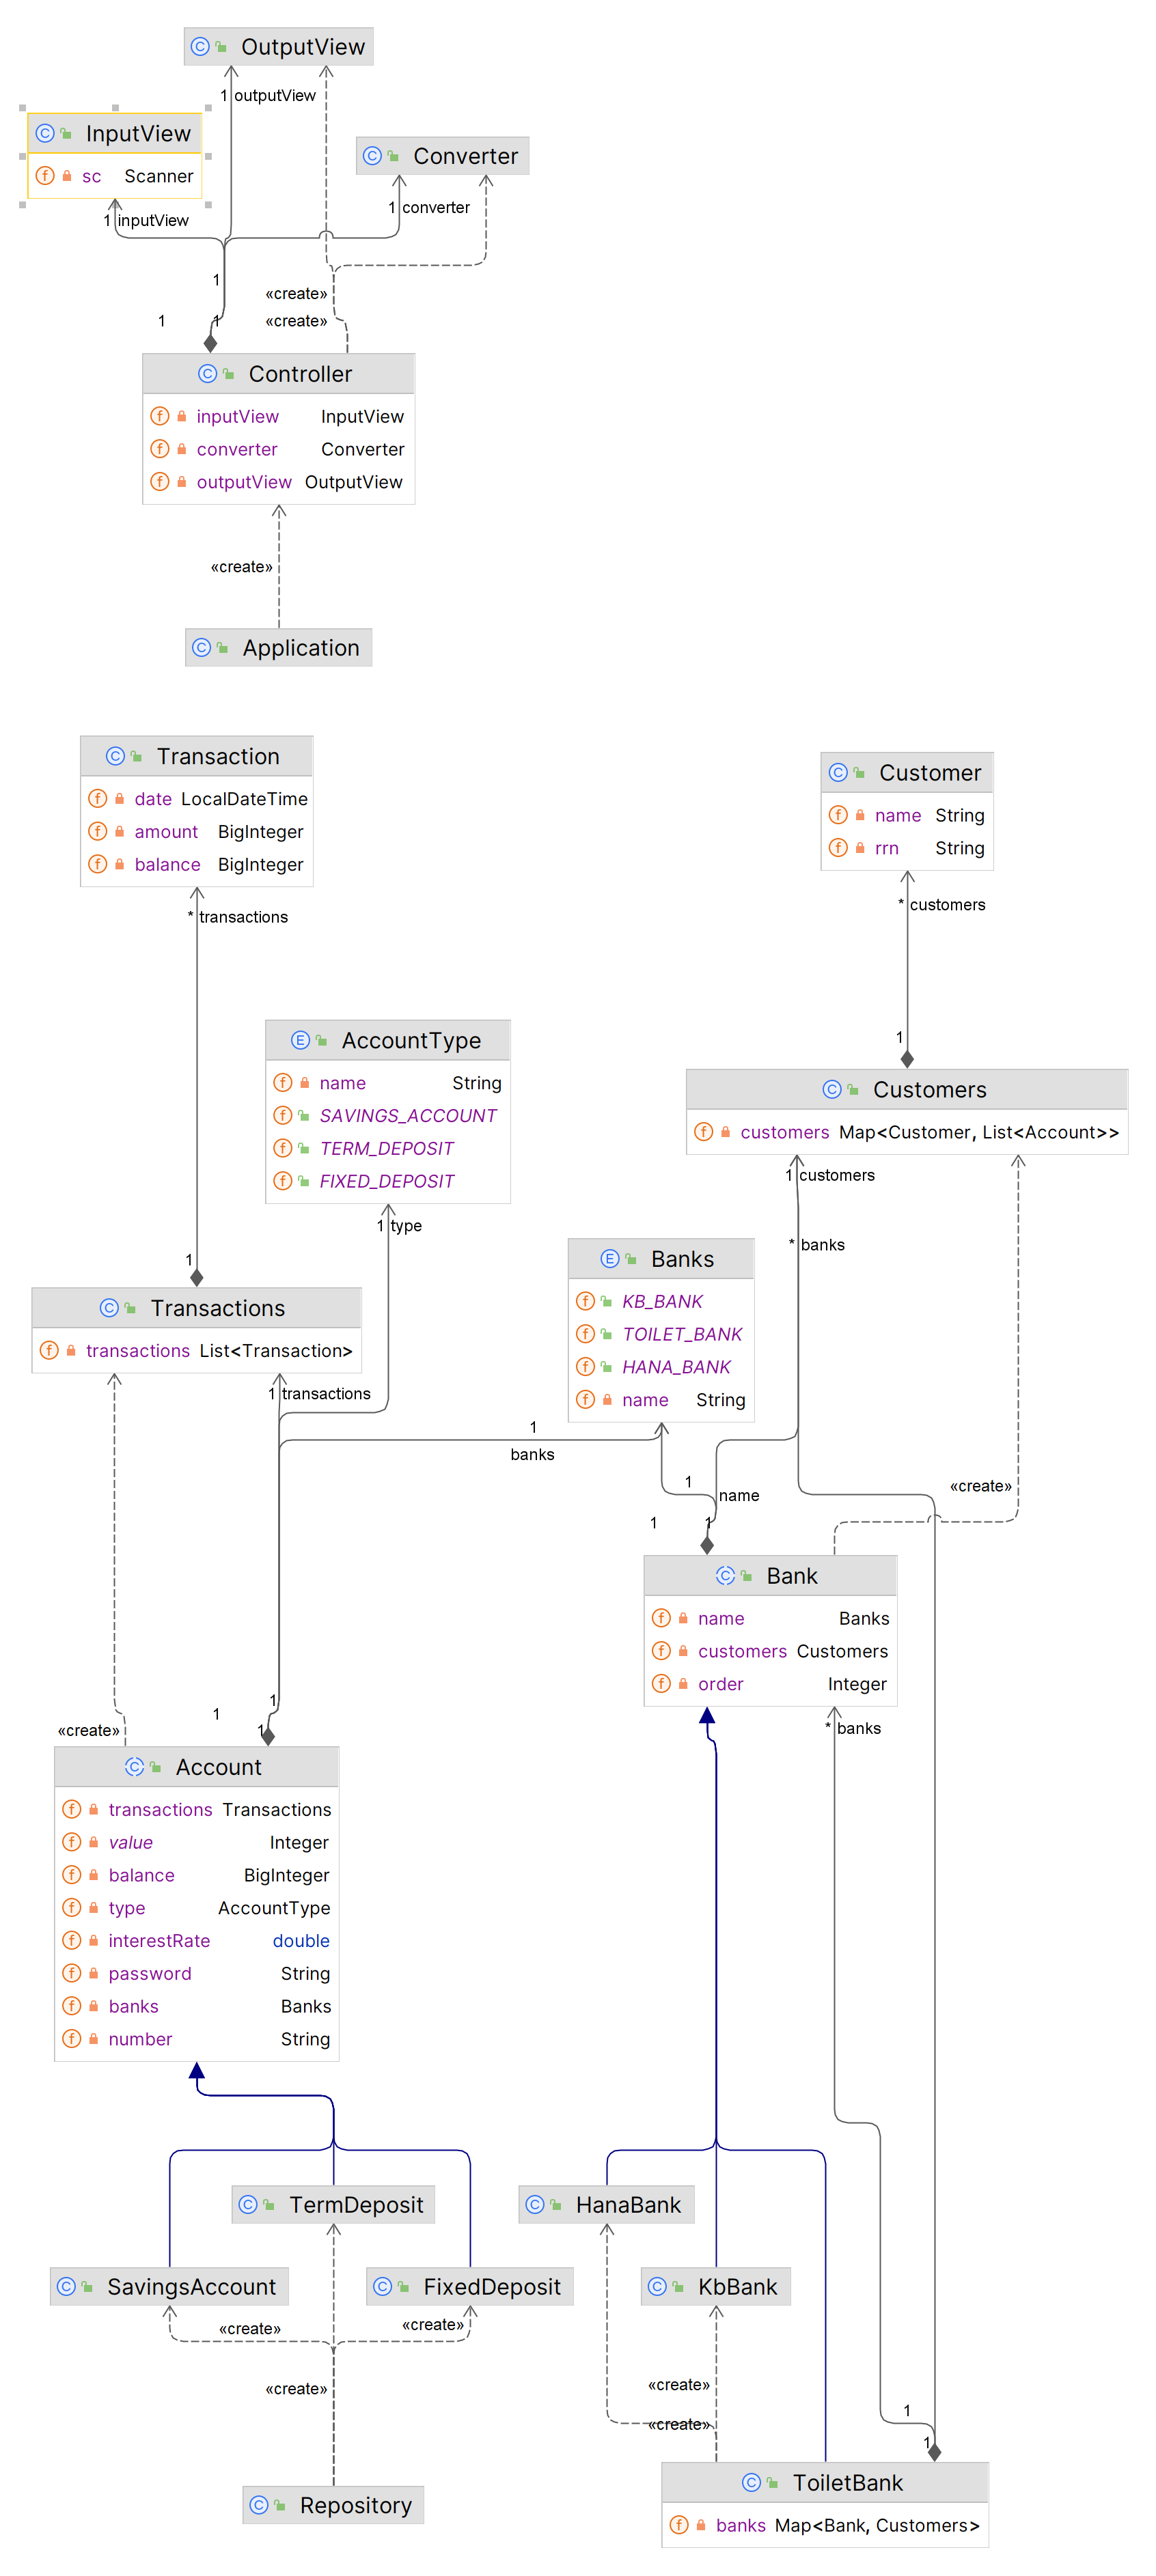 OutputView
1 outputView
InputView
sc Scanner
Converter
1 inputView
1 converter
1
«create»
1 1
«create»
Controller
inputView InputView
converter Converter
outputView OutputView
«create»
Application
Transaction
date LocalDateTime
amount BigInteger
balance BigInteger
* transactions
Customer
name String
rrn String
* customers
1
AccountType
name String
SAVINGS_ACCOUNT
TERM_DEPOSIT
FIXED_DEPOSIT
1 type
Customers
customers Map<Customer, List<Account>>
1 customers
* banks
1
Transactions
transactions List<Transaction>
1 transactions
Banks
KB_BANK
TOILET_BANK
HANA_BANK
name String
1
banks
1
name
«create»
1 1
Bank
name Banks
customers Customers
order Integer
* banks
1
1
1
«create»
Account
transactions Transactions
value Integer
balance BigInteger
type AccountType
interestRate double
password String
banks Banks
number String
TermDeposit
HanaBank
SavingsAccount
FixedDeposit
KbBank
«create»
«create»
«create»
«create»
«create»
1
1
Repository
ToiletBank
banks Map<Bank, Customers>